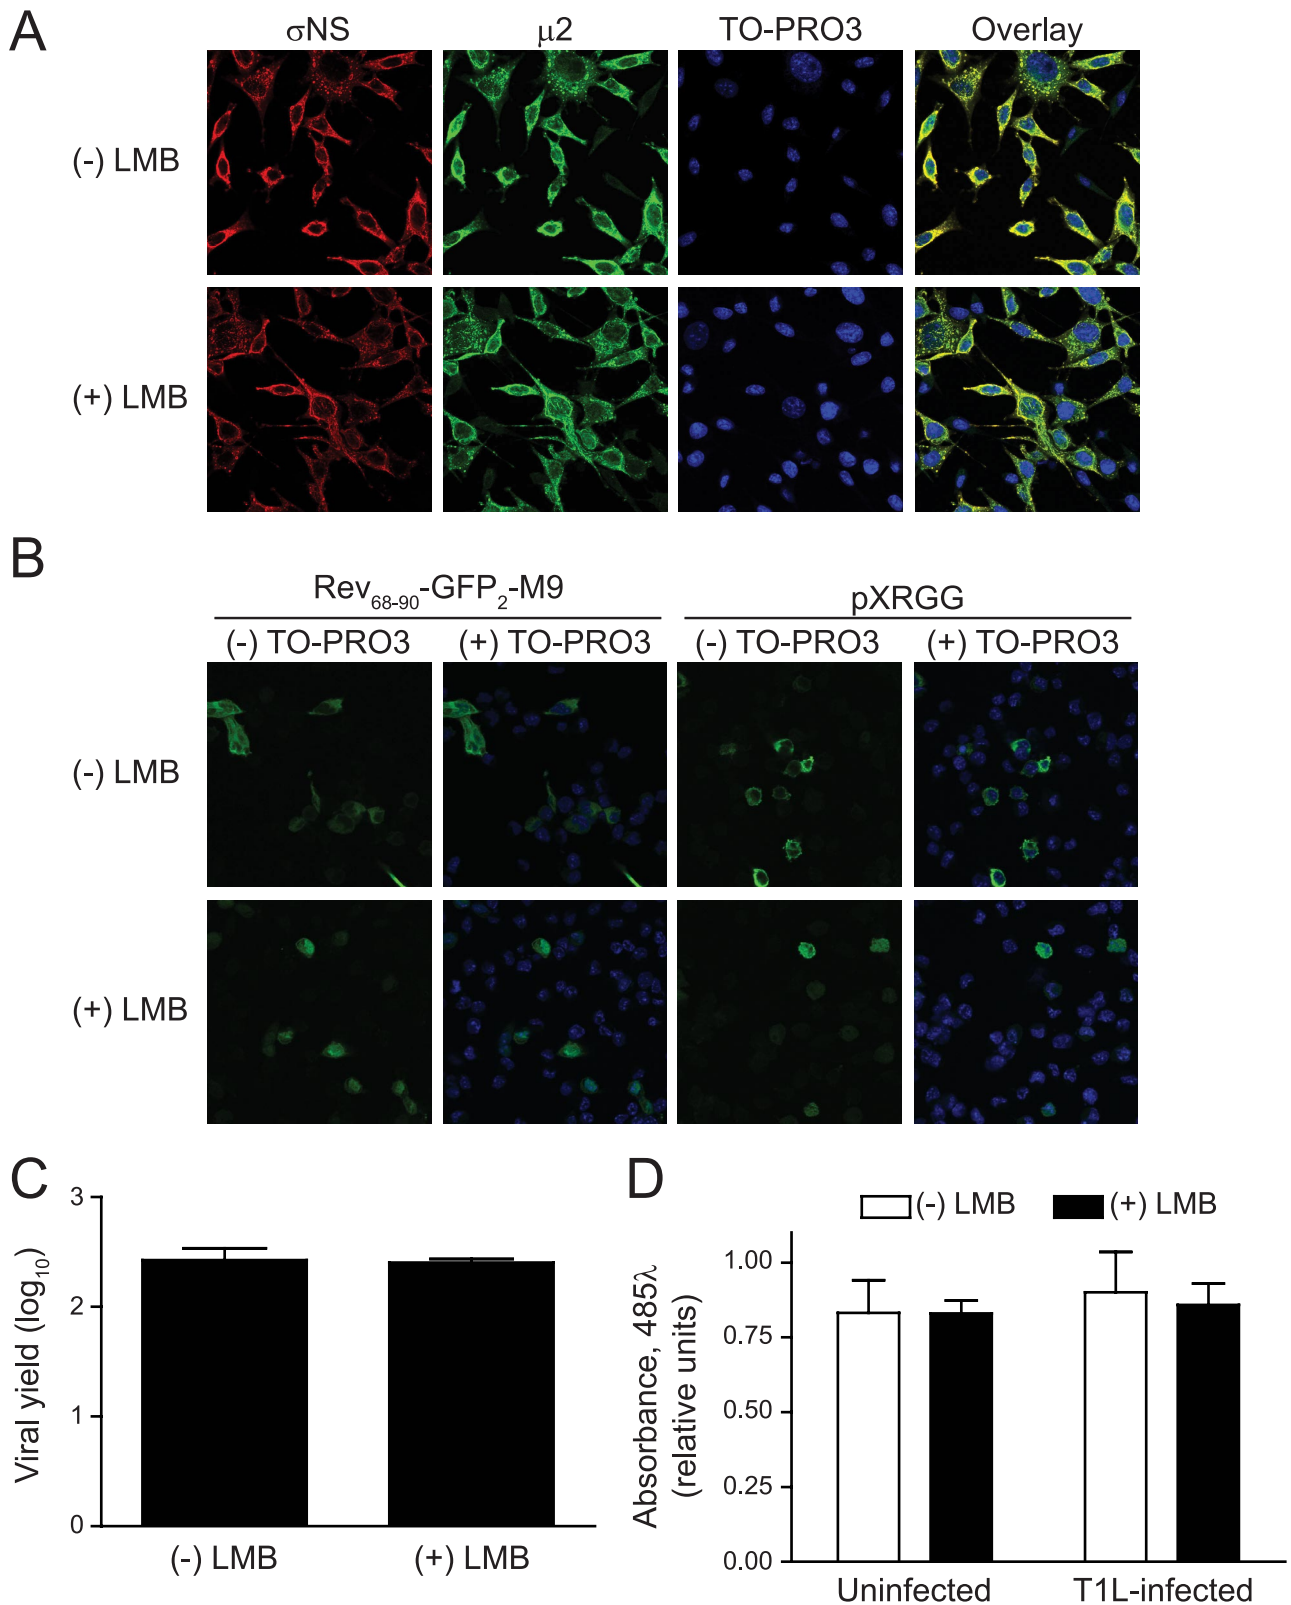 A
σNS μ2 TO-PRO3 Overlay
(-) LMB
(+) LMB
B
Rev68-90-GFP2-M9 pXRGG
(-) TO-PRO3 (+) TO-PRO3 (-) TO-PRO3 (+) TO-PRO3
(-) LMB
(+) LMB
C
Viral yield (log10)
3
2
1
0
(-) LMB (+) LMB
D
(-) LMB (+) LMB
Absorbance, 485λ
(relative units)
1.00
0.75
0.50
0.25
0.00
Uninfected T1L-infected